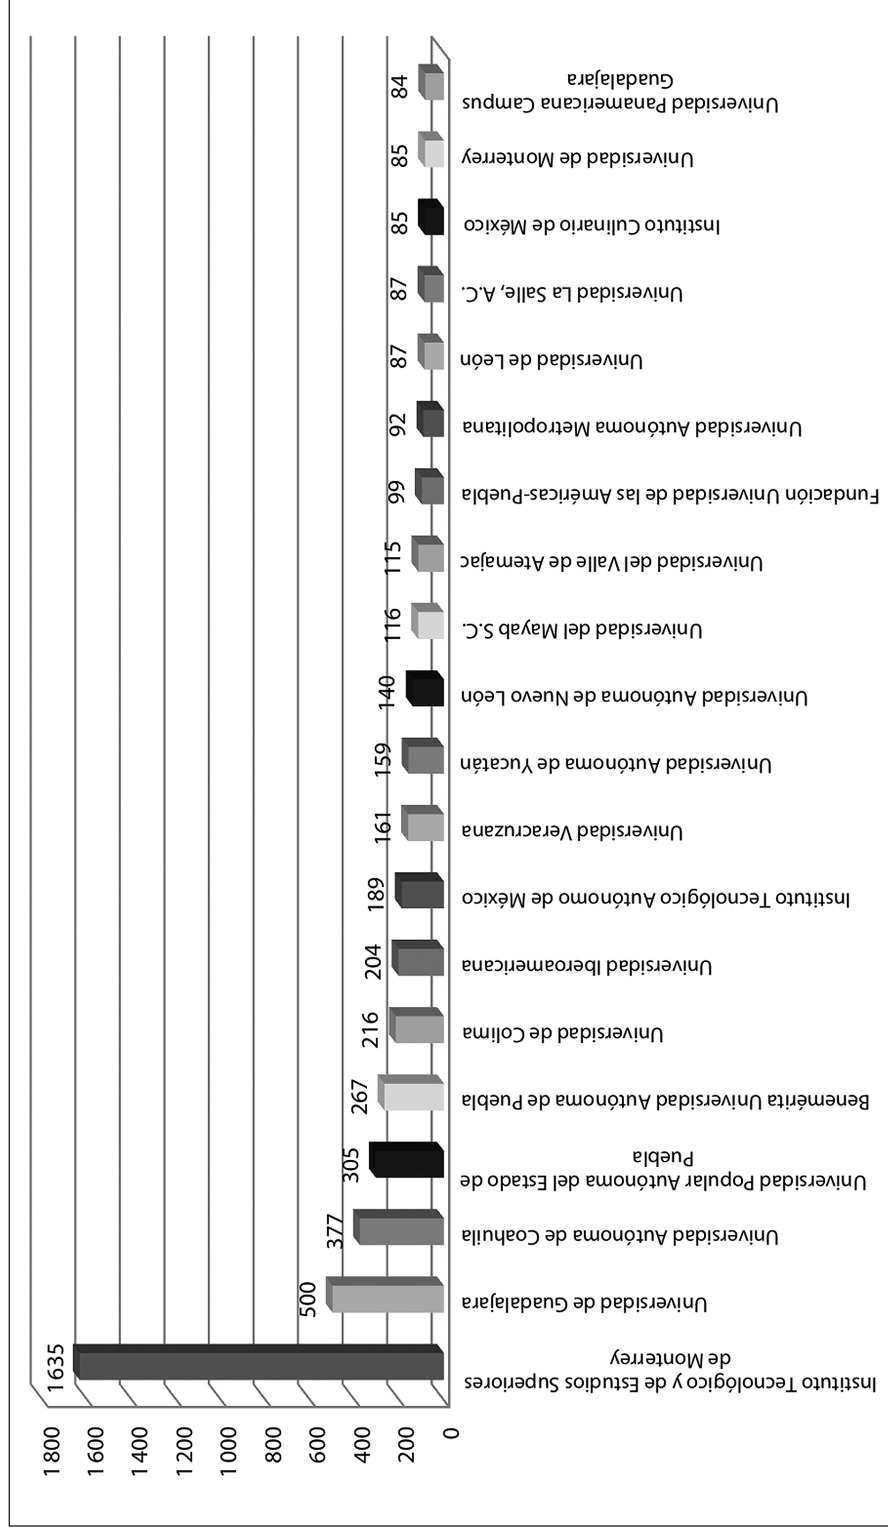 1800
1600
1400
1200
1000
800
600
400
200
0
1635
500
377
305
267
216
204
189
161
159
140
116
115
99
92
87
87
85
85
84
Instituto Tecnológico y de Estudios Superiores
de Monterrey
Universidad de Guadalajara
Universidad Autónoma de Coahuila
Universidad Popular Autónoma del Estado de
Puebla
Benemérita Universidad Autónoma de Puebla
Universidad de Colima
Universidad Iberoamericana
Instituto Tecnológico Autónomo de México
Universidad Veracruzana
Universidad Autónoma de Yucatán
Universidad Autónoma de Nuevo León
Universidad del Mayab S.C.
Universidad del Valle de Atemajac
Fundación Universidad de las Américas-Puebla
Universidad Autónoma Metropolitana
Universidad de León
Universidad La Salle, A.C.
Instituto Culinario de México
Universidad de Monterrey
Universidad Panamericana Campus
Guadalajara